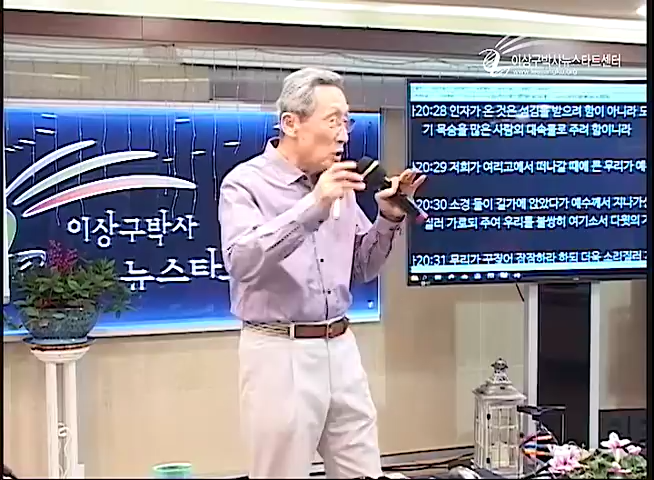 이상구박사뉴스타트센터
www.leesangku.org
20:28 인자가 온 것은 섬김을 받으려 함이 아니라 도
기 목숨을 많은 사람의 대속물로 주려 함이니라
20:29 저희가 여리고에서 떠나갈 때에 큰 무리가 예
20:30 소경 둘이 길가에 앉았다가 예수께서 지나가
질러 가로되 주여 우리를 불쌍히 여기소서 다윗의
20:31 무리가 꾸짖어 잠잠하라 하되 더욱 소리질러
이상구박사
뉴스타